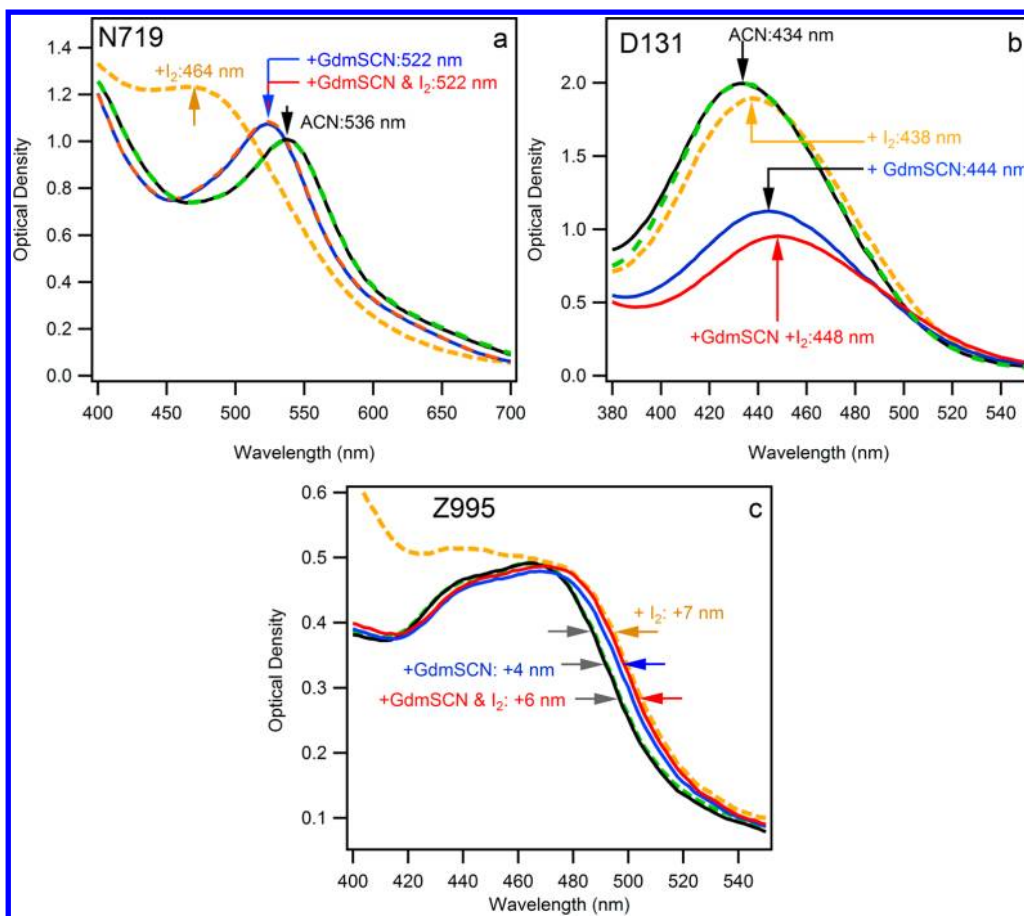 N719
a
+I2:464 nm
+GdmSCN:522 nm
+GdmSCN & I2:522 nm
ACN:536 nm
Optical Density
1.4
1.2
1.0
0.8
0.6
0.4
0.2
0.0
400 450 500 550 600 650 700
Wavelength (nm)
D131
b
ACN:434 nm
+ I2:438 nm
+ GdmSCN:444 nm
+GdmSCN +I2:448 nm
Optical Density
2.0
1.5
1.0
0.5
0.0
380 400 420 440 460 480 500 520 540
Wavelength (nm)
Z995
c
+ I2: +7 nm
+GdmSCN: +4 nm
+GdmSCN & I2: +6 nm
Optical Density
0.6
0.5
0.4
0.3
0.2
0.1
400 420 440 460 480 500 520 540
Wavelength (nm)